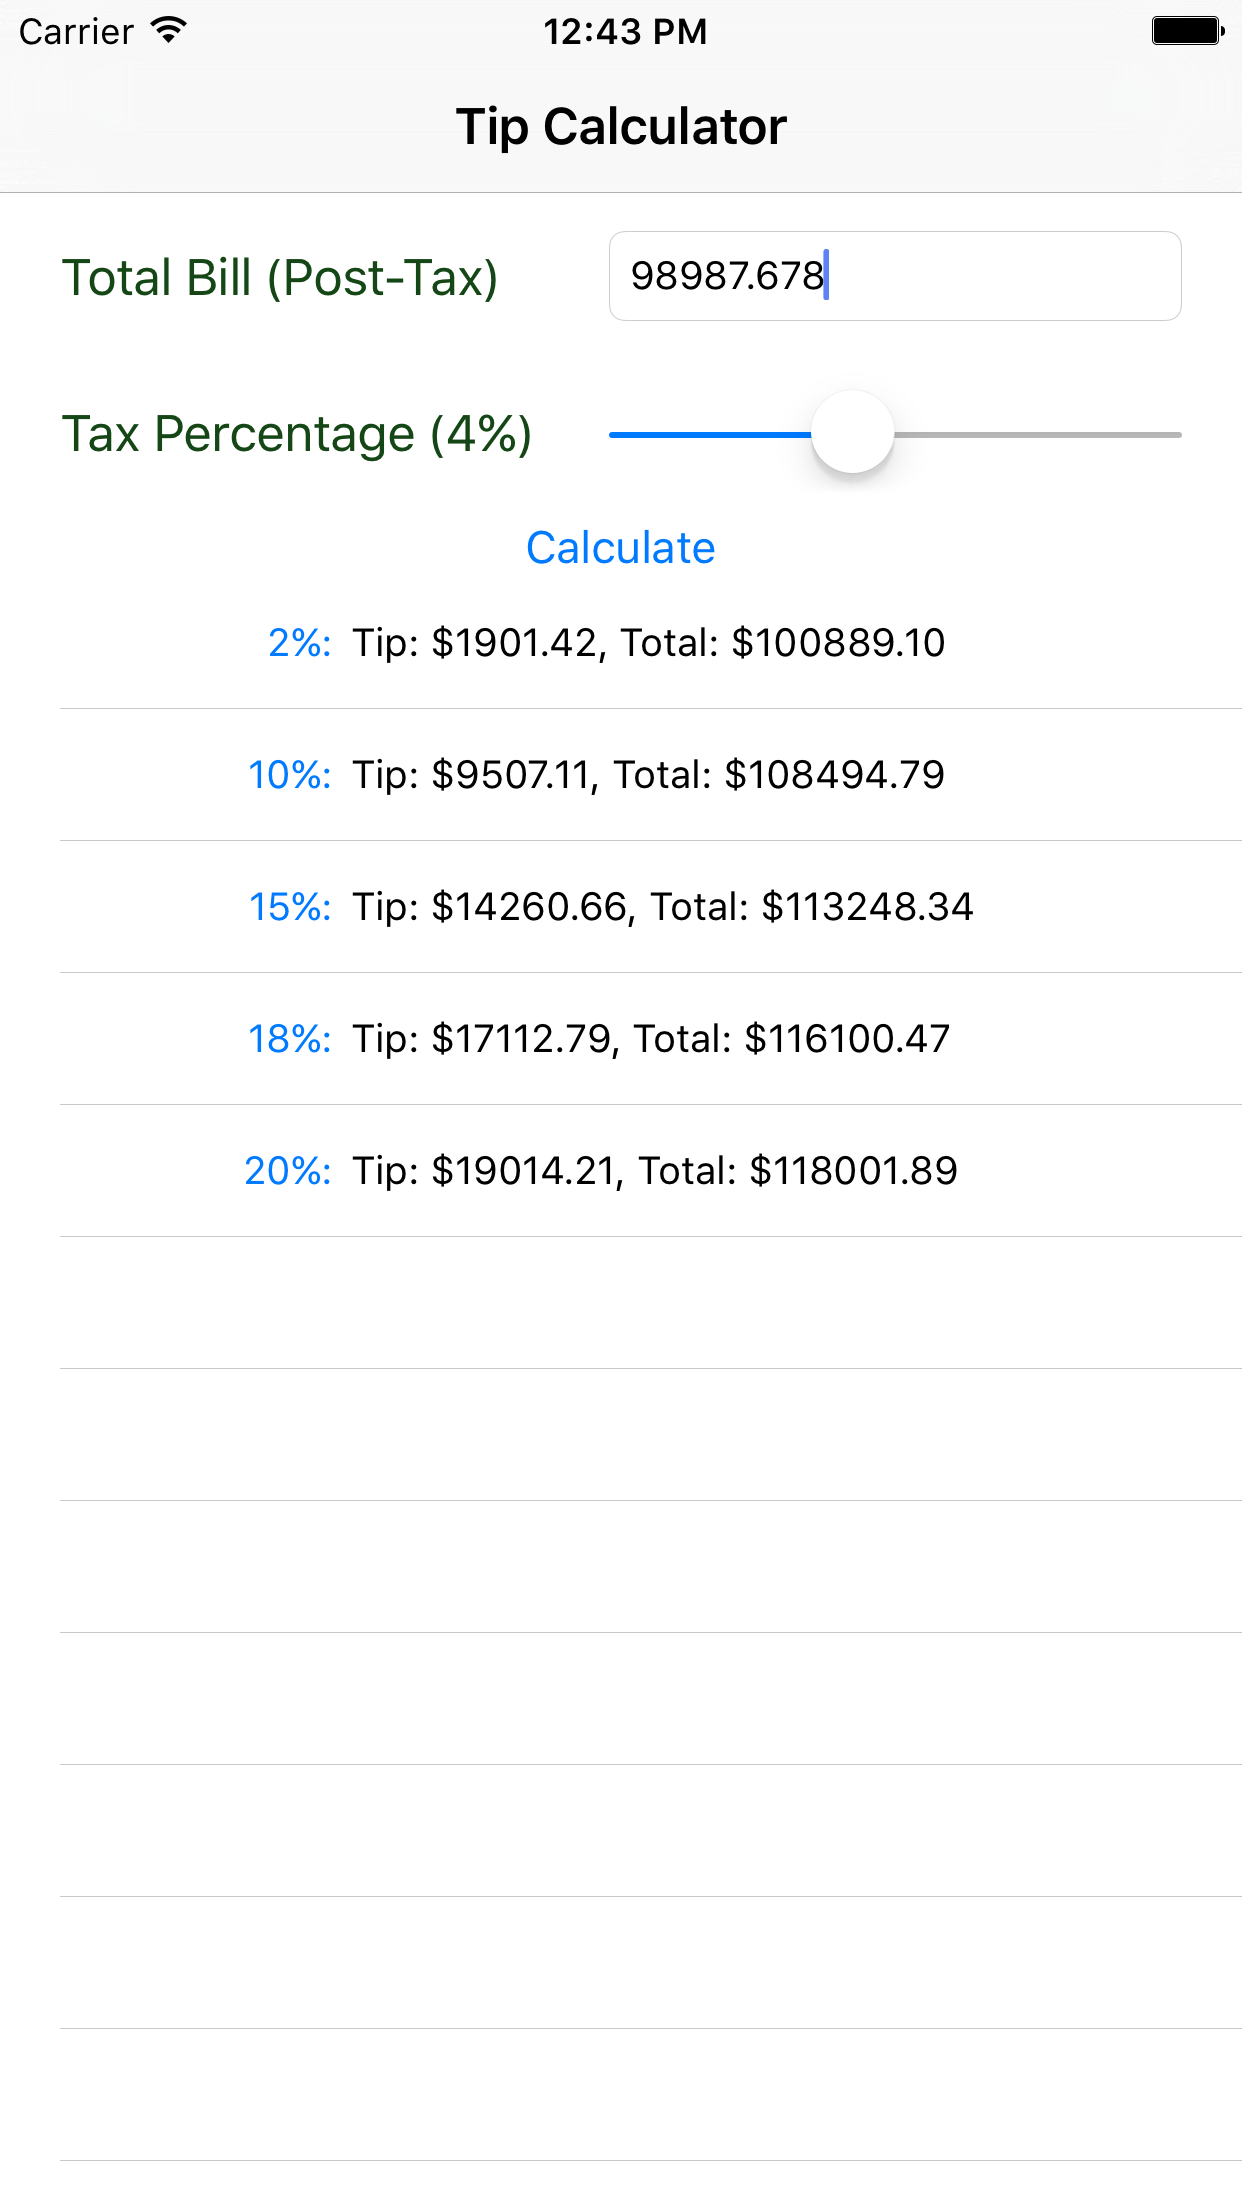 Carrier 12:43 PM
Tip Calculator
Total Bill (Post-Tax) 98987.678
Tax Percentage (4%)
Calculate
2%: Tip: $1901.42, Total: $100889.10
10%: Tip: $9507.11, Total: $108494.79
15%: Tip: $14260.66, Total: $113248.34
18%: Tip: $17112.79, Total: $116100.47
20%: Tip: $19014.21, Total: $118001.89